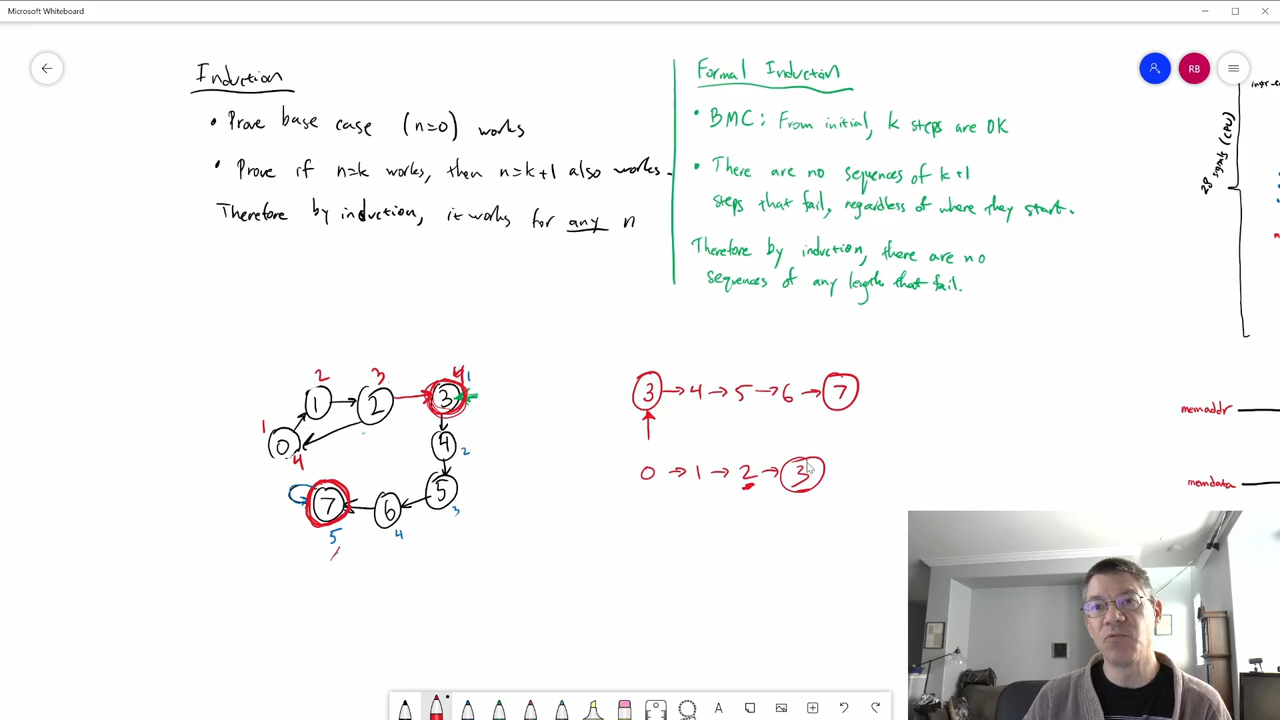 Microsoft Whiteboard
RB
Induction
• Prove base case (n=0) works
• Prove if n=k works, then n=k+1 also works.
Therefore by induction, it works for any n
Formal Induction
• BMC: From initial, k steps are OK
• There are no sequences of k+1
steps that fail, regardless of where they start.
Therefore by induction, there are no
sequences of any length that fail.
28 signals (CPU)
2 3 4 1
1 2 3
1 0
4
4 2
7 6 5 3
5 4
3 → 4 → 5 → 6 → 7
0 → 1 → 2 → 3
memaddr
memdata
A